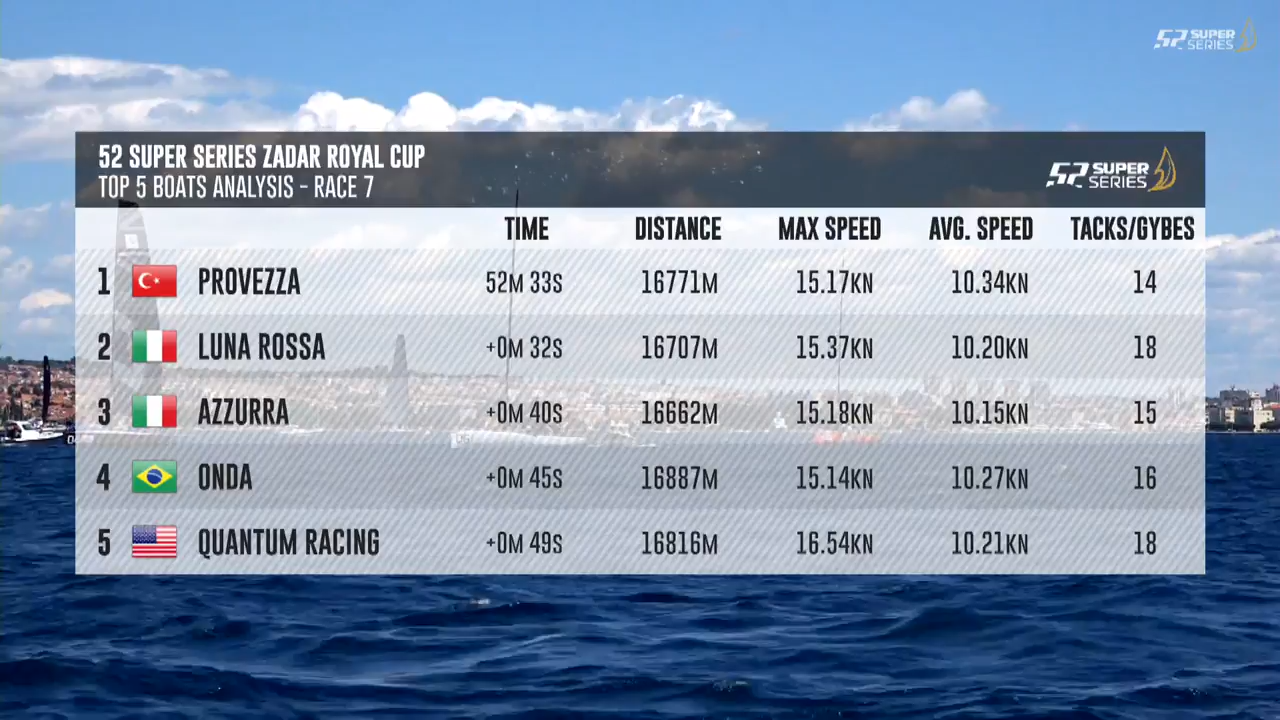 52 SUPER SERIES
52 SUPER SERIES ZADAR ROYAL CUP
TOP 5 BOATS ANALYSIS - RACE 7
52 SUPER SERIES
TIME DISTANCE MAX SPEED AVG. SPEED TACKS/GYBES
1 PROVEZZA 52M 33S 16771M 15.17KN 10.34KN 14
2 LUNA ROSSA +0M 32S 16707M 15.37KN 10.20KN 18
3 AZZURRA +0M 40S 16662M 15.18KN 10.15KN 15
4 ONDA +0M 45S 16887M 15.14KN 10.27KN 16
5 QUANTUM RACING +0M 49S 16816M 16.54KN 10.21KN 18